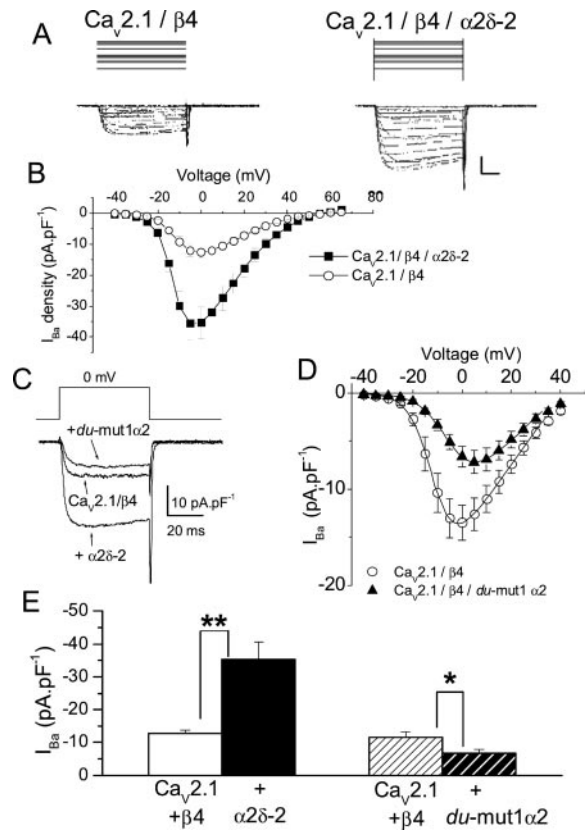 A
Caᵥ2.1 / β4
Caᵥ2.1 / β4 / α2δ-2
B
Voltage (mV)
-40 -20 0 20 40 60 80
0
-10
-20
-30
-40
I_Ba density (pA.pF⁻¹)
Caᵥ2.1/ β4 / α2δ-2
Caᵥ2.1 / β4
C
0 mV
+du-mut1α2
Caᵥ2.1/β4
+ α2δ-2
10 pA.pF⁻¹
20 ms
D
Voltage (mV)
-40 -20 0 20 40
0
-10
-20
I_Ba (pA.pF⁻¹)
Caᵥ2.1 / β4
Caᵥ2.1 / β4 / du-mut1 α2
E
-50
-40
-30
-20
-10
0
I_Ba (pA.pF⁻¹)
**
*
Caᵥ2.1
+β4
+
α2δ-2
Caᵥ2.1
+β4
+
du-mut1α2